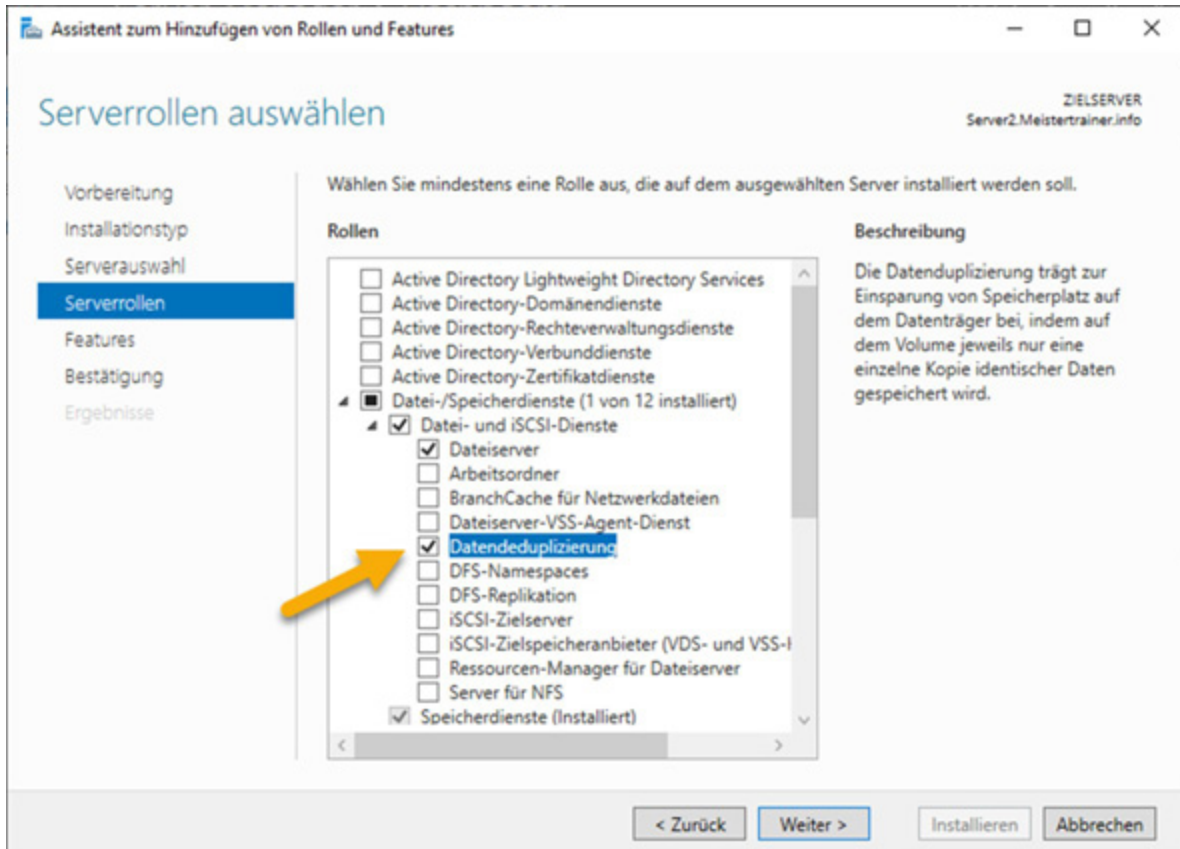 Assistent zum Hinzufügen von Rollen und Features
Serverrollen auswählen
ZIELSERVER
Server2.Meistertrainer.info
Vorbereitung
Installationstyp
Serverauswahl
Serverrollen
Features
Bestätigung
Ergebnisse
Wählen Sie mindestens eine Rolle aus, die auf dem ausgewählten Server installiert werden soll.
Rollen
Active Directory Lightweight Directory Services
Active Directory-Domänendienste
Active Directory-Rechteverwaltungsdienste
Active Directory-Verbunddienste
Active Directory-Zertifikatdienste
Datei-/Speicherdienste (1 von 12 installiert)
Datei- und iSCSI-Dienste
Dateiserver
Arbeitsordner
BranchCache für Netzwerkdateien
Dateiserver-VSS-Agent-Dienst
Datendeduplizierung
DFS-Namespaces
DFS-Replikation
iSCSI-Zielserver
iSCSI-Zielspeicheranbieter (VDS- und VSS-H
Ressourcen-Manager für Dateiserver
Server für NFS
Speicherdienste (Installiert)
Beschreibung
Die Datenduplizierung trägt zur
Einsparung von Speicherplatz auf
dem Datenträger bei, indem auf
dem Volume jeweils nur eine
einzelne Kopie identischer Daten
gespeichert wird.
< Zurück
Weiter >
Installieren
Abbrechen